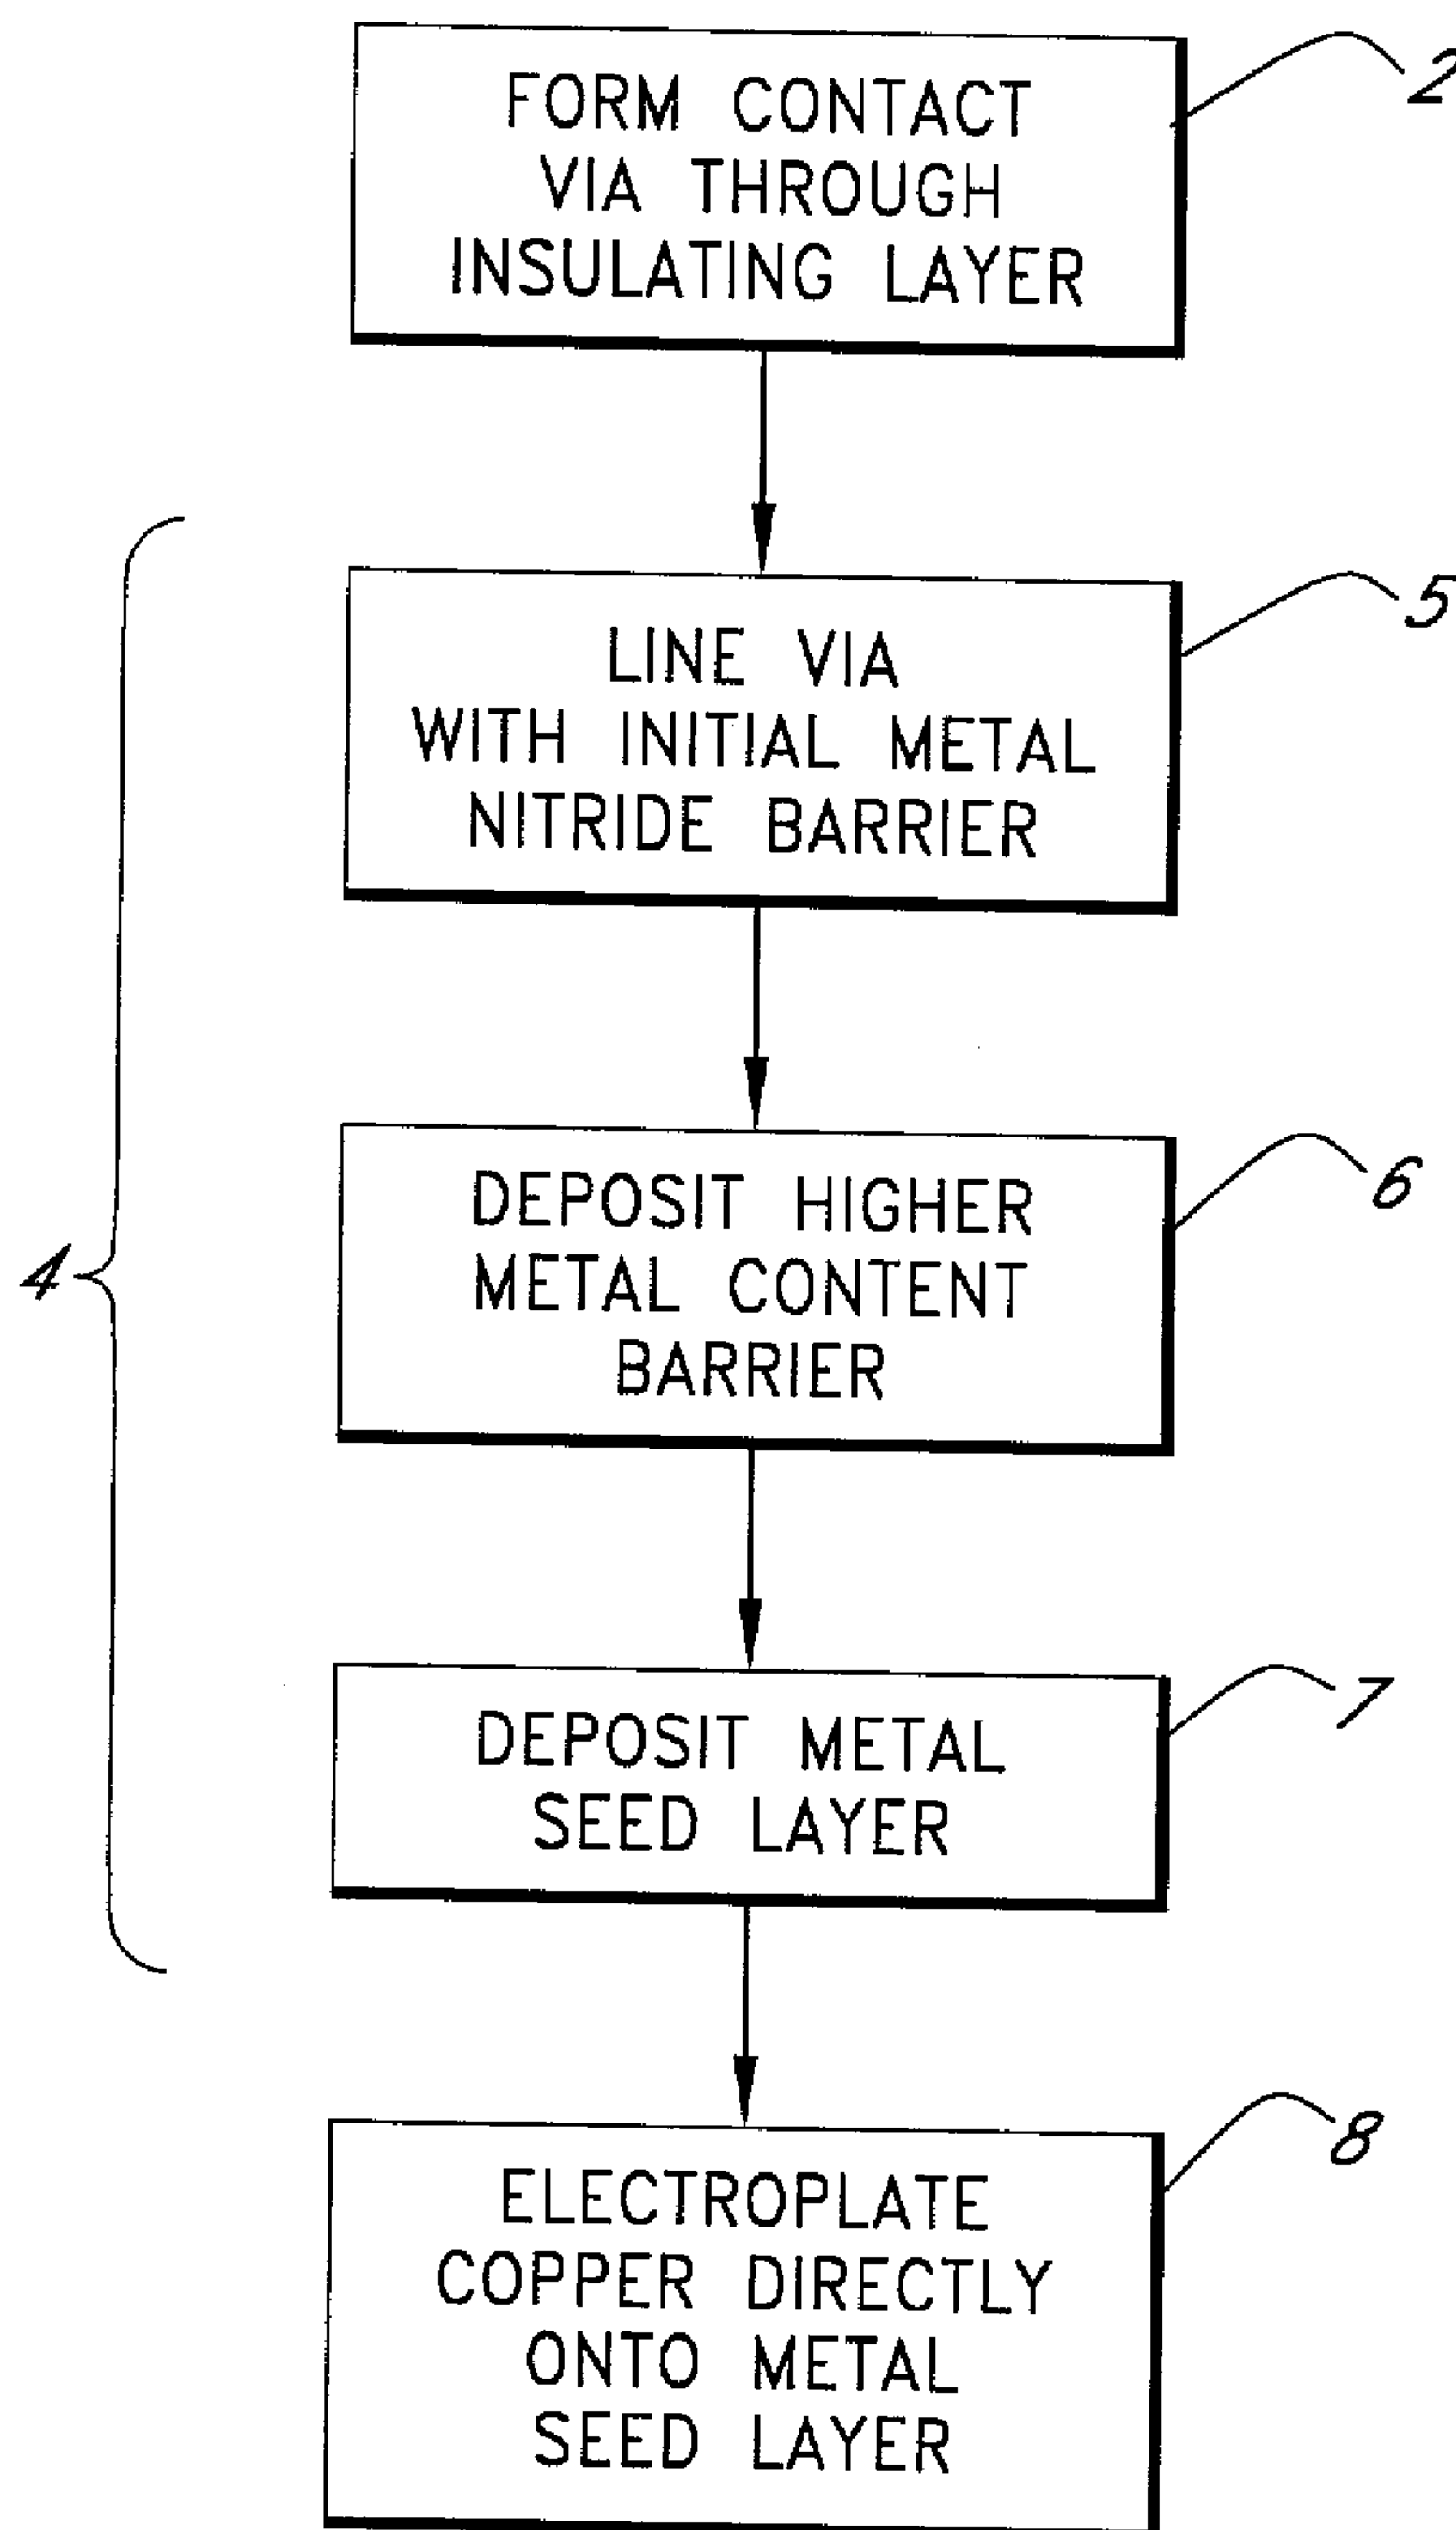 FORM CONTACT
VIA THROUGH
INSULATING LAYER
2
LINE VIA
WITH INITIAL METAL
NITRIDE BARRIER
5
DEPOSIT HIGHER
METAL CONTENT
BARRIER
6
4
DEPOSIT METAL
SEED LAYER
7
ELECTROPLATE
COPPER DIRECTLY
ONTO METAL
SEED LAYER
8